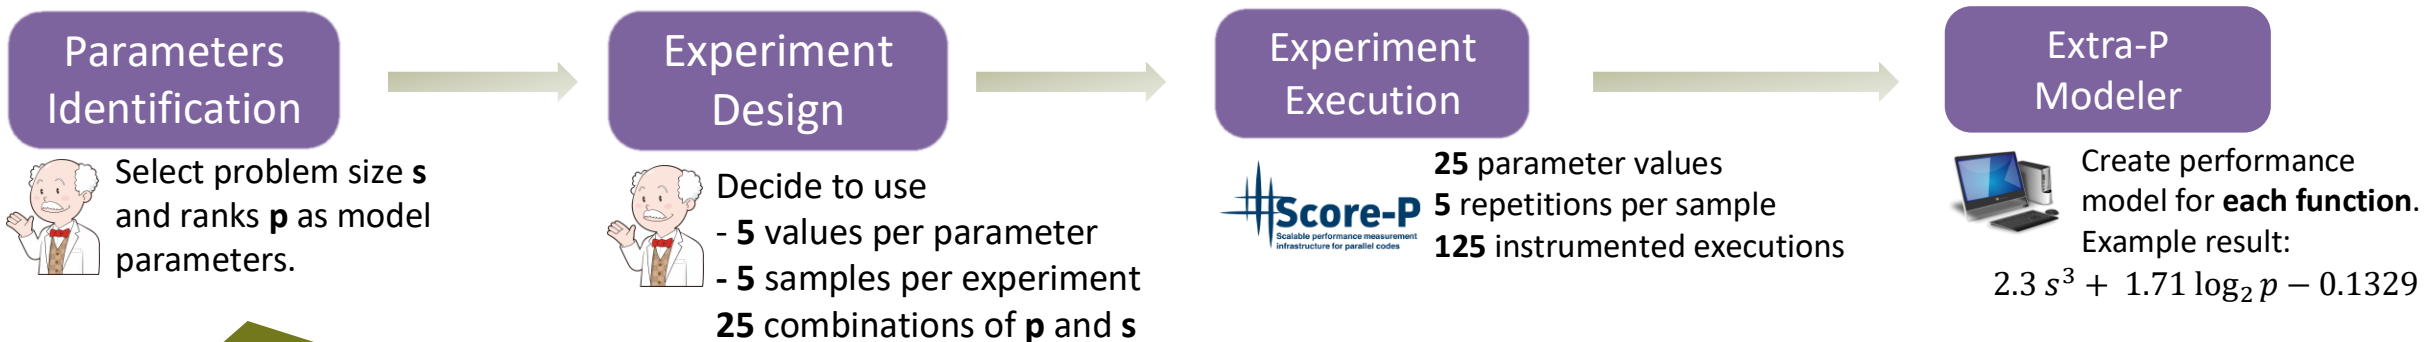 Parameters
Identification
Select problem size s
and ranks p as model
parameters.
Experiment
Design
Decide to use
- 5 values per parameter
- 5 samples per experiment
25 combinations of p and s
Experiment
Execution
Score-P
Scalable performance measurement
infrastructure for parallel codes
25 parameter values
5 repetitions per sample
125 instrumented executions
Extra-P
Modeler
Create performance
model for each function.
Example result:
2.3 s³ + 1.71 log₂ p − 0.1329